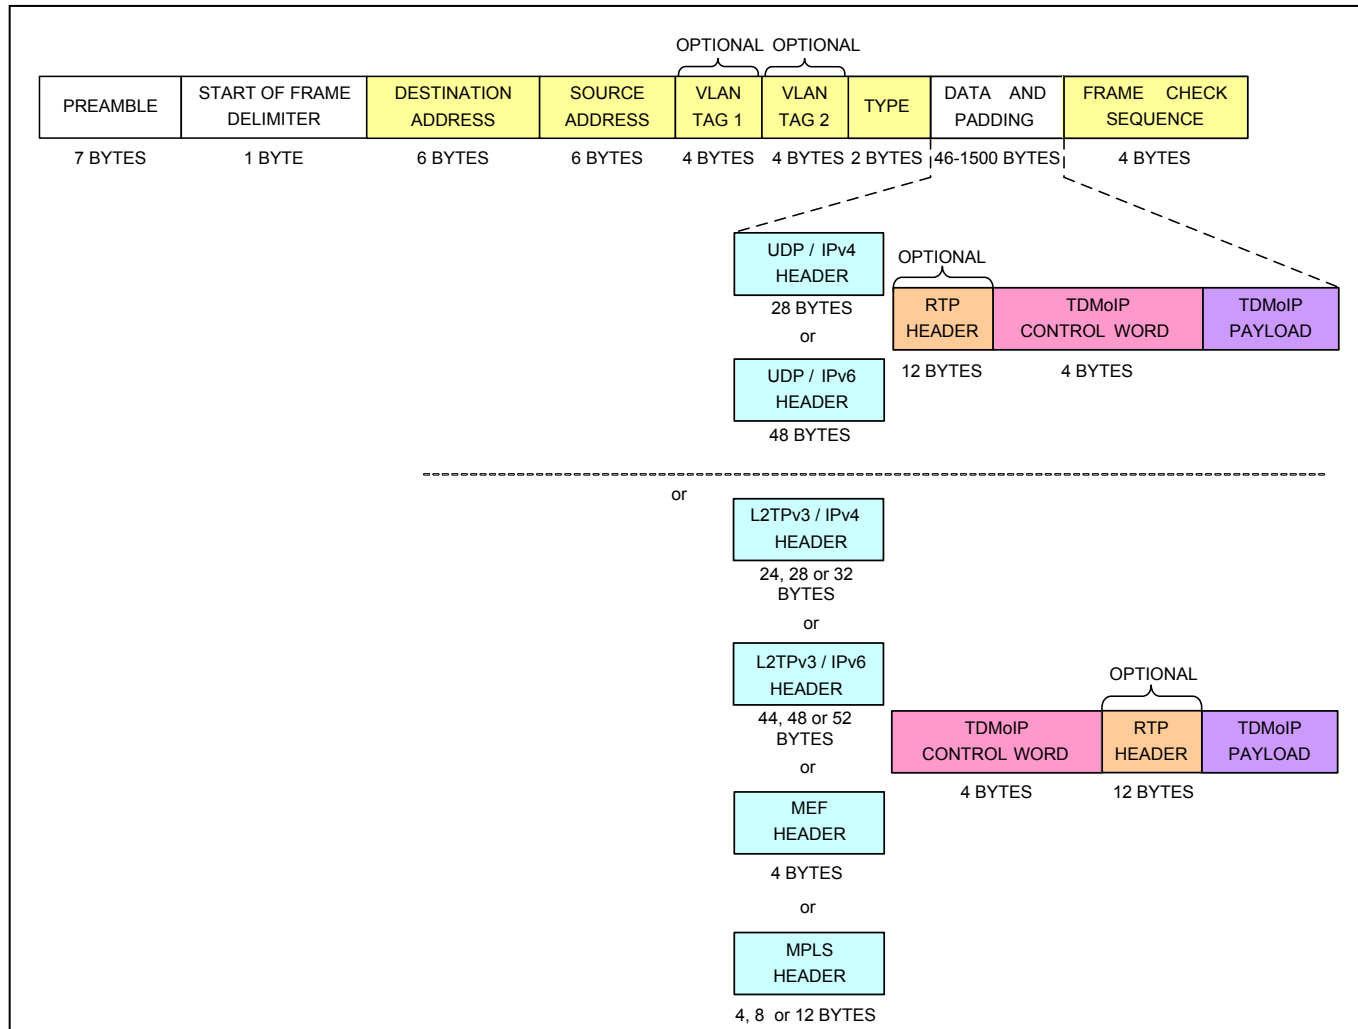 OPTIONAL OPTIONAL
PREAMBLE
START OF FRAME
DELIMITER
DESTINATION
ADDRESS
SOURCE
ADDRESS
VLAN
TAG 1
VLAN
TAG 2
TYPE
DATA AND
PADDING
FRAME CHECK
SEQUENCE
7 BYTES
1 BYTE
6 BYTES
6 BYTES
4 BYTES
4 BYTES
2 BYTES
46-1500 BYTES
4 BYTES
UDP / IPv4
HEADER
28 BYTES
or
UDP / IPv6
HEADER
48 BYTES
OPTIONAL
RTP
HEADER
TDMoIP
CONTROL WORD
TDMoIP
PAYLOAD
12 BYTES
4 BYTES
or
L2TPv3 / IPv4
HEADER
24, 28 or 32
BYTES
or
L2TPv3 / IPv6
HEADER
44, 48 or 52
BYTES
or
MEF
HEADER
4 BYTES
or
MPLS
HEADER
4, 8 or 12 BYTES
OPTIONAL
TDMoIP
CONTROL WORD
RTP
HEADER
TDMoIP
PAYLOAD
4 BYTES
12 BYTES